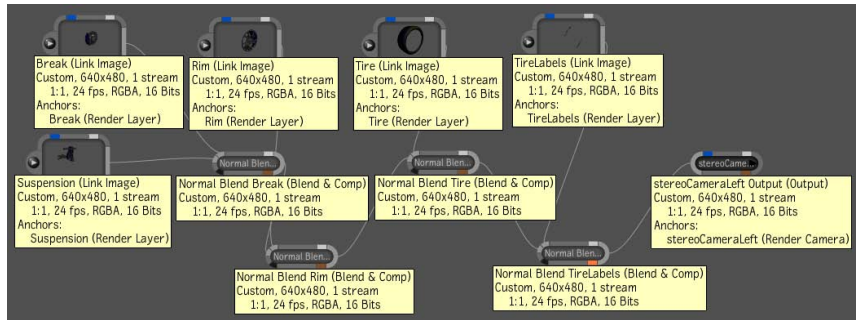 Break (Link Image)
Custom, 640x480, 1 stream
1:1, 24 fps, RGBA, 16 Bits
Anchors:
Break (Render Layer)
Rim (Link Image)
Custom, 640x480, 1 stream
1:1, 24 fps, RGBA, 16 Bits
Anchors:
Rim (Render Layer)
Tire (Link Image)
Custom, 640x480, 1 stream
1:1, 24 fps, RGBA, 16 Bits
Anchors:
Tire (Render Layer)
TireLabels (Link Image)
Custom, 640x480, 1 stream
1:1, 24 fps, RGBA, 16 Bits
Anchors:
TireLabels (Render Layer)
Suspension (Link Image)
Custom, 640x480, 1 stream
1:1, 24 fps, RGBA, 16 Bits
Anchors:
Suspension (Render Layer)
Normal Blen...
Normal Blend Break (Blend & Comp)
Custom, 640x480, 1 stream
1:1, 24 fps, RGBA, 16 Bits
Normal Blen...
Normal Blend Tire (Blend & Comp)
Custom, 640x480, 1 stream
1:1, 24 fps, RGBA, 16 Bits
stereoCame...
stereoCameraLeft Output (Output)
Custom, 640x480, 1 stream
1:1, 24 fps, RGBA, 16 Bits
Anchors:
stereoCameraLeft (Render Camera)
Normal Blen...
Normal Blend Rim (Blend & Comp)
Custom, 640x480, 1 stream
1:1, 24 fps, RGBA, 16 Bits
Normal Blen...
Normal Blend TireLabels (Blend & Comp)
Custom, 640x480, 1 stream
1:1, 24 fps, RGBA, 16 Bits